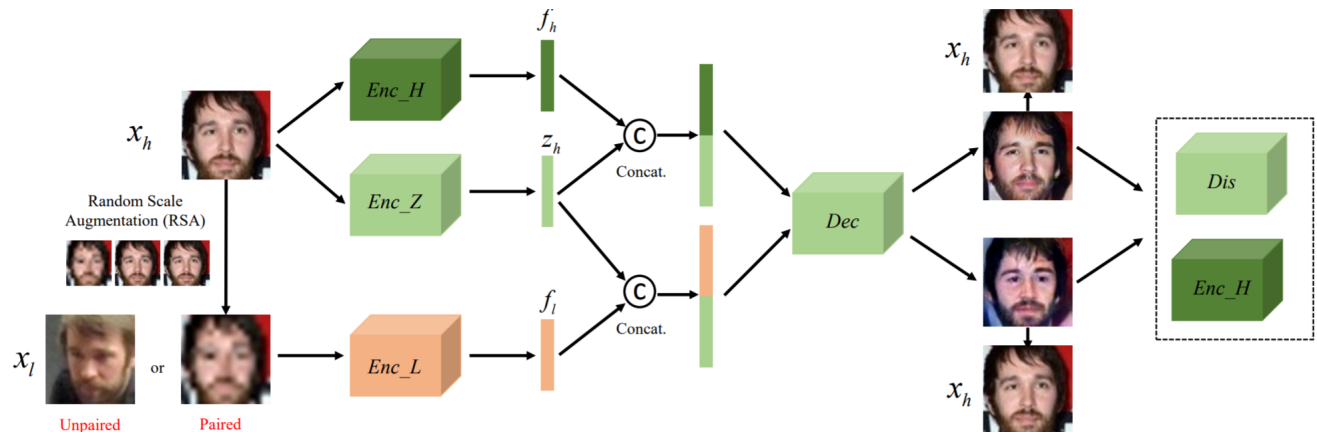 x_h
Random Scale
Augmentation (RSA)
x_l
or
Unpaired
Paired
Enc_H
Enc_Z
Enc_L
f_h
z_h
f_l
C
Concat.
C
Concat.
Dec
x_h
x_h
Dis
Enc_H